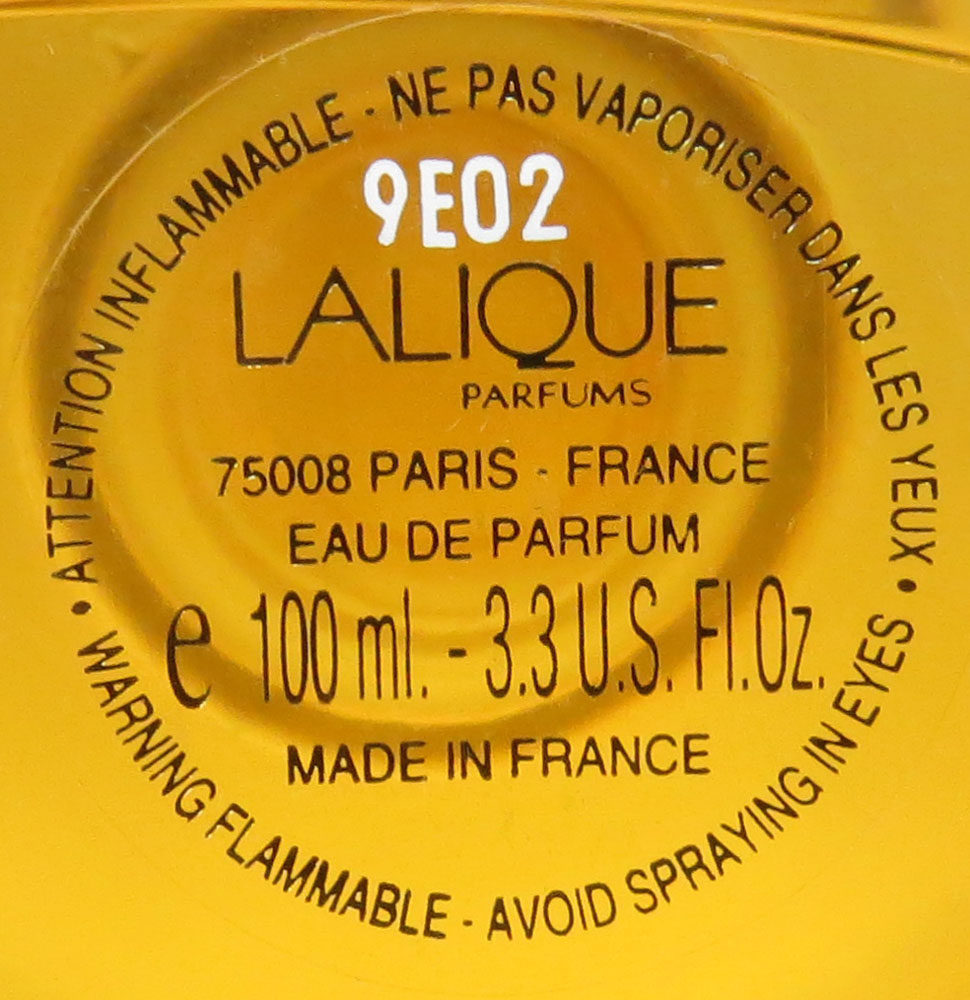 ATTENTION INFLAMMABLE - NE PAS VAPORISER DANS LES YEUX •
9E02
LALIQUE
PARFUMS
75008 PARIS - FRANCE
EAU DE PARFUM
e 100 ml. - 3.3 U.S. Fl.Oz.
MADE IN FRANCE
WARNING FLAMMABLE - AVOID SPRAYING IN EYES •